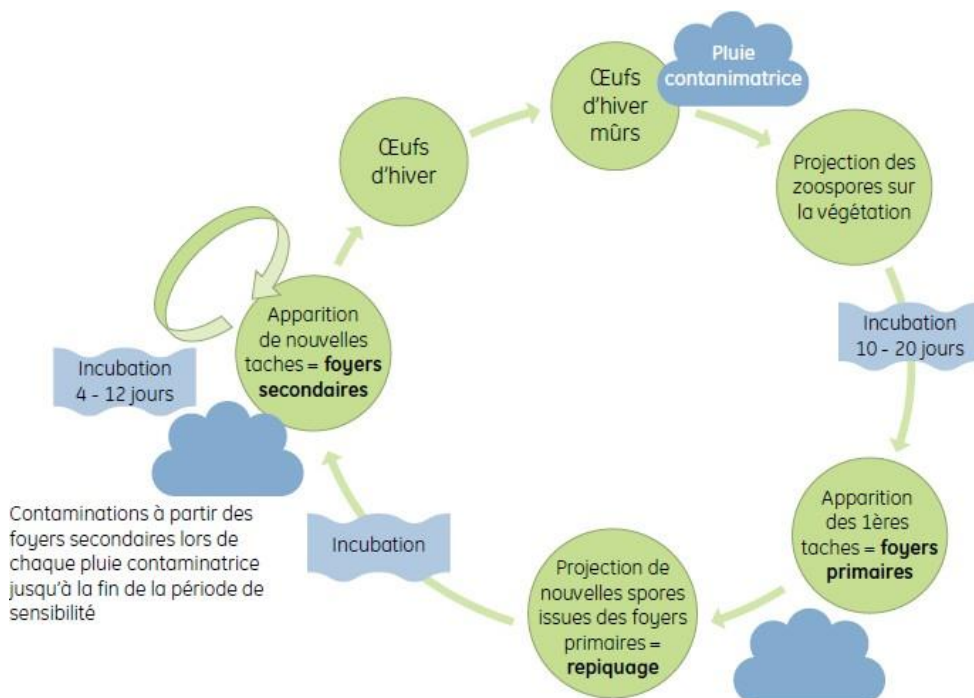 Œufs
d'hiver
Œufs
d'hiver
mûrs
Pluie
contanimatrice
Projection des
zoospores sur
la végétation
Incubation
10 - 20 jours
Apparition
des 1ères
taches = foyers
primaires
Projection de
nouvelles spores
issues des foyers
primaires =
repiquage
Incubation
Apparition
de nouvelles
taches = foyers
secondaires
Incubation
4 - 12 jours
Contaminations à partir des
foyers secondaires lors de
chaque pluie contaminatrice
jusqu'à la fin de la période de
sensibilité